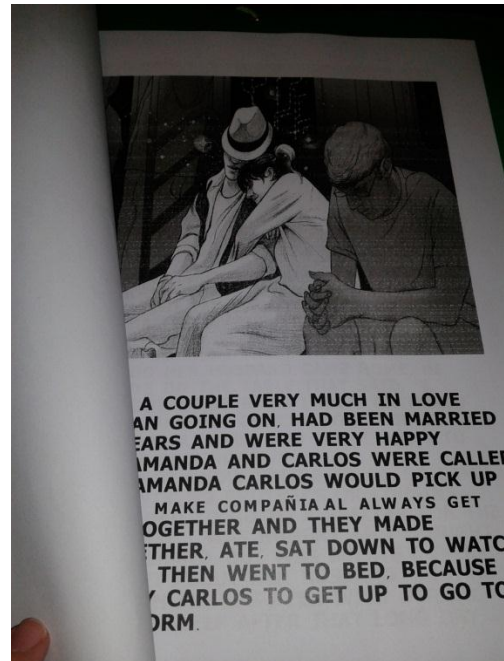 A COUPLE VERY MUCH IN LOVE
AN GOING ON, HAD BEEN MARRIED
EARS AND WERE VERY HAPPY
AMANDA AND CARLOS WERE CALLE
AMANDA CARLOS WOULD PICK UP
MAKE COMPAÑIA AL ALWAYS GET
OGETHER AND THEY MADE
ETHER, ATE, SAT DOWN TO WATC
THEN WENT TO BED, BECAUSE
Y CARLOS TO GET UP TO GO TO
ORM.